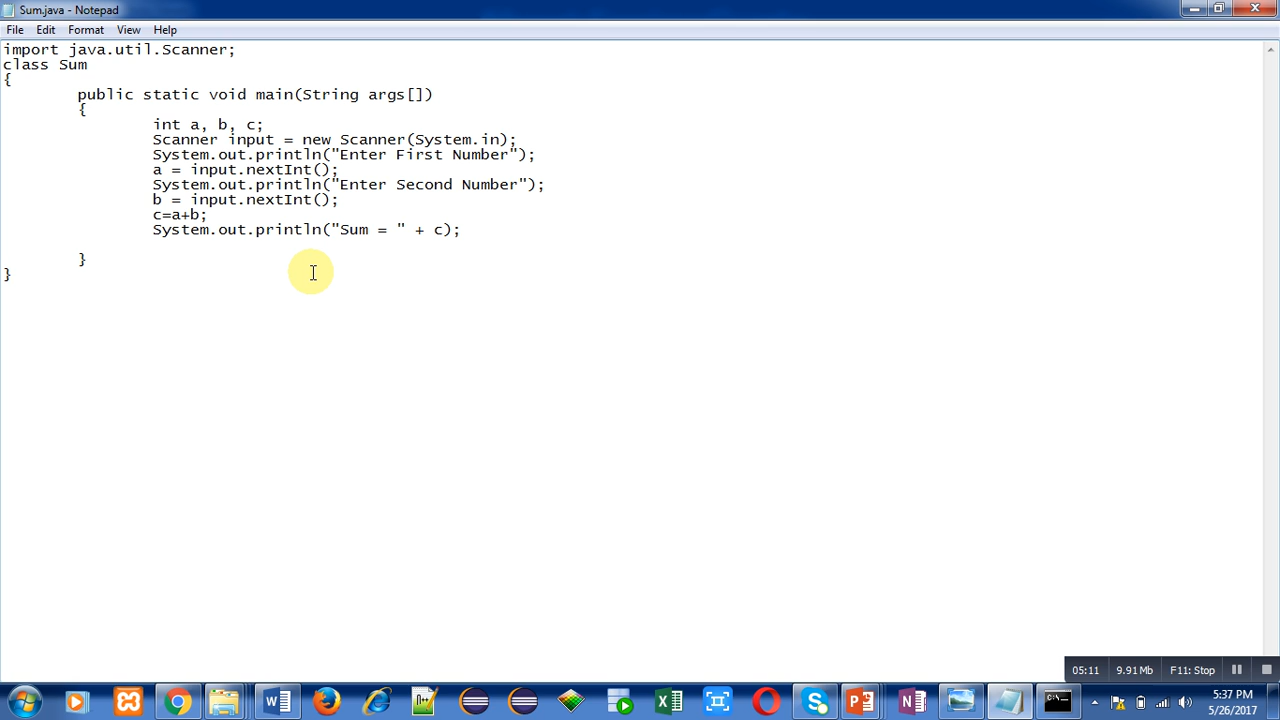 Sum.java - Notepad
File Edit Format View Help
import java.util.Scanner;
class Sum
{
public static void main(String args[])
{
int a, b, c;
Scanner input = new Scanner(System.in);
System.out.println("Enter First Number");
a = input.nextInt();
System.out.println("Enter Second Number");
b = input.nextInt();
c=a+b;
System.out.println("Sum = " + c);
}
}
05:11 9.91Mb F11: Stop
5:37 PM
5/26/2017